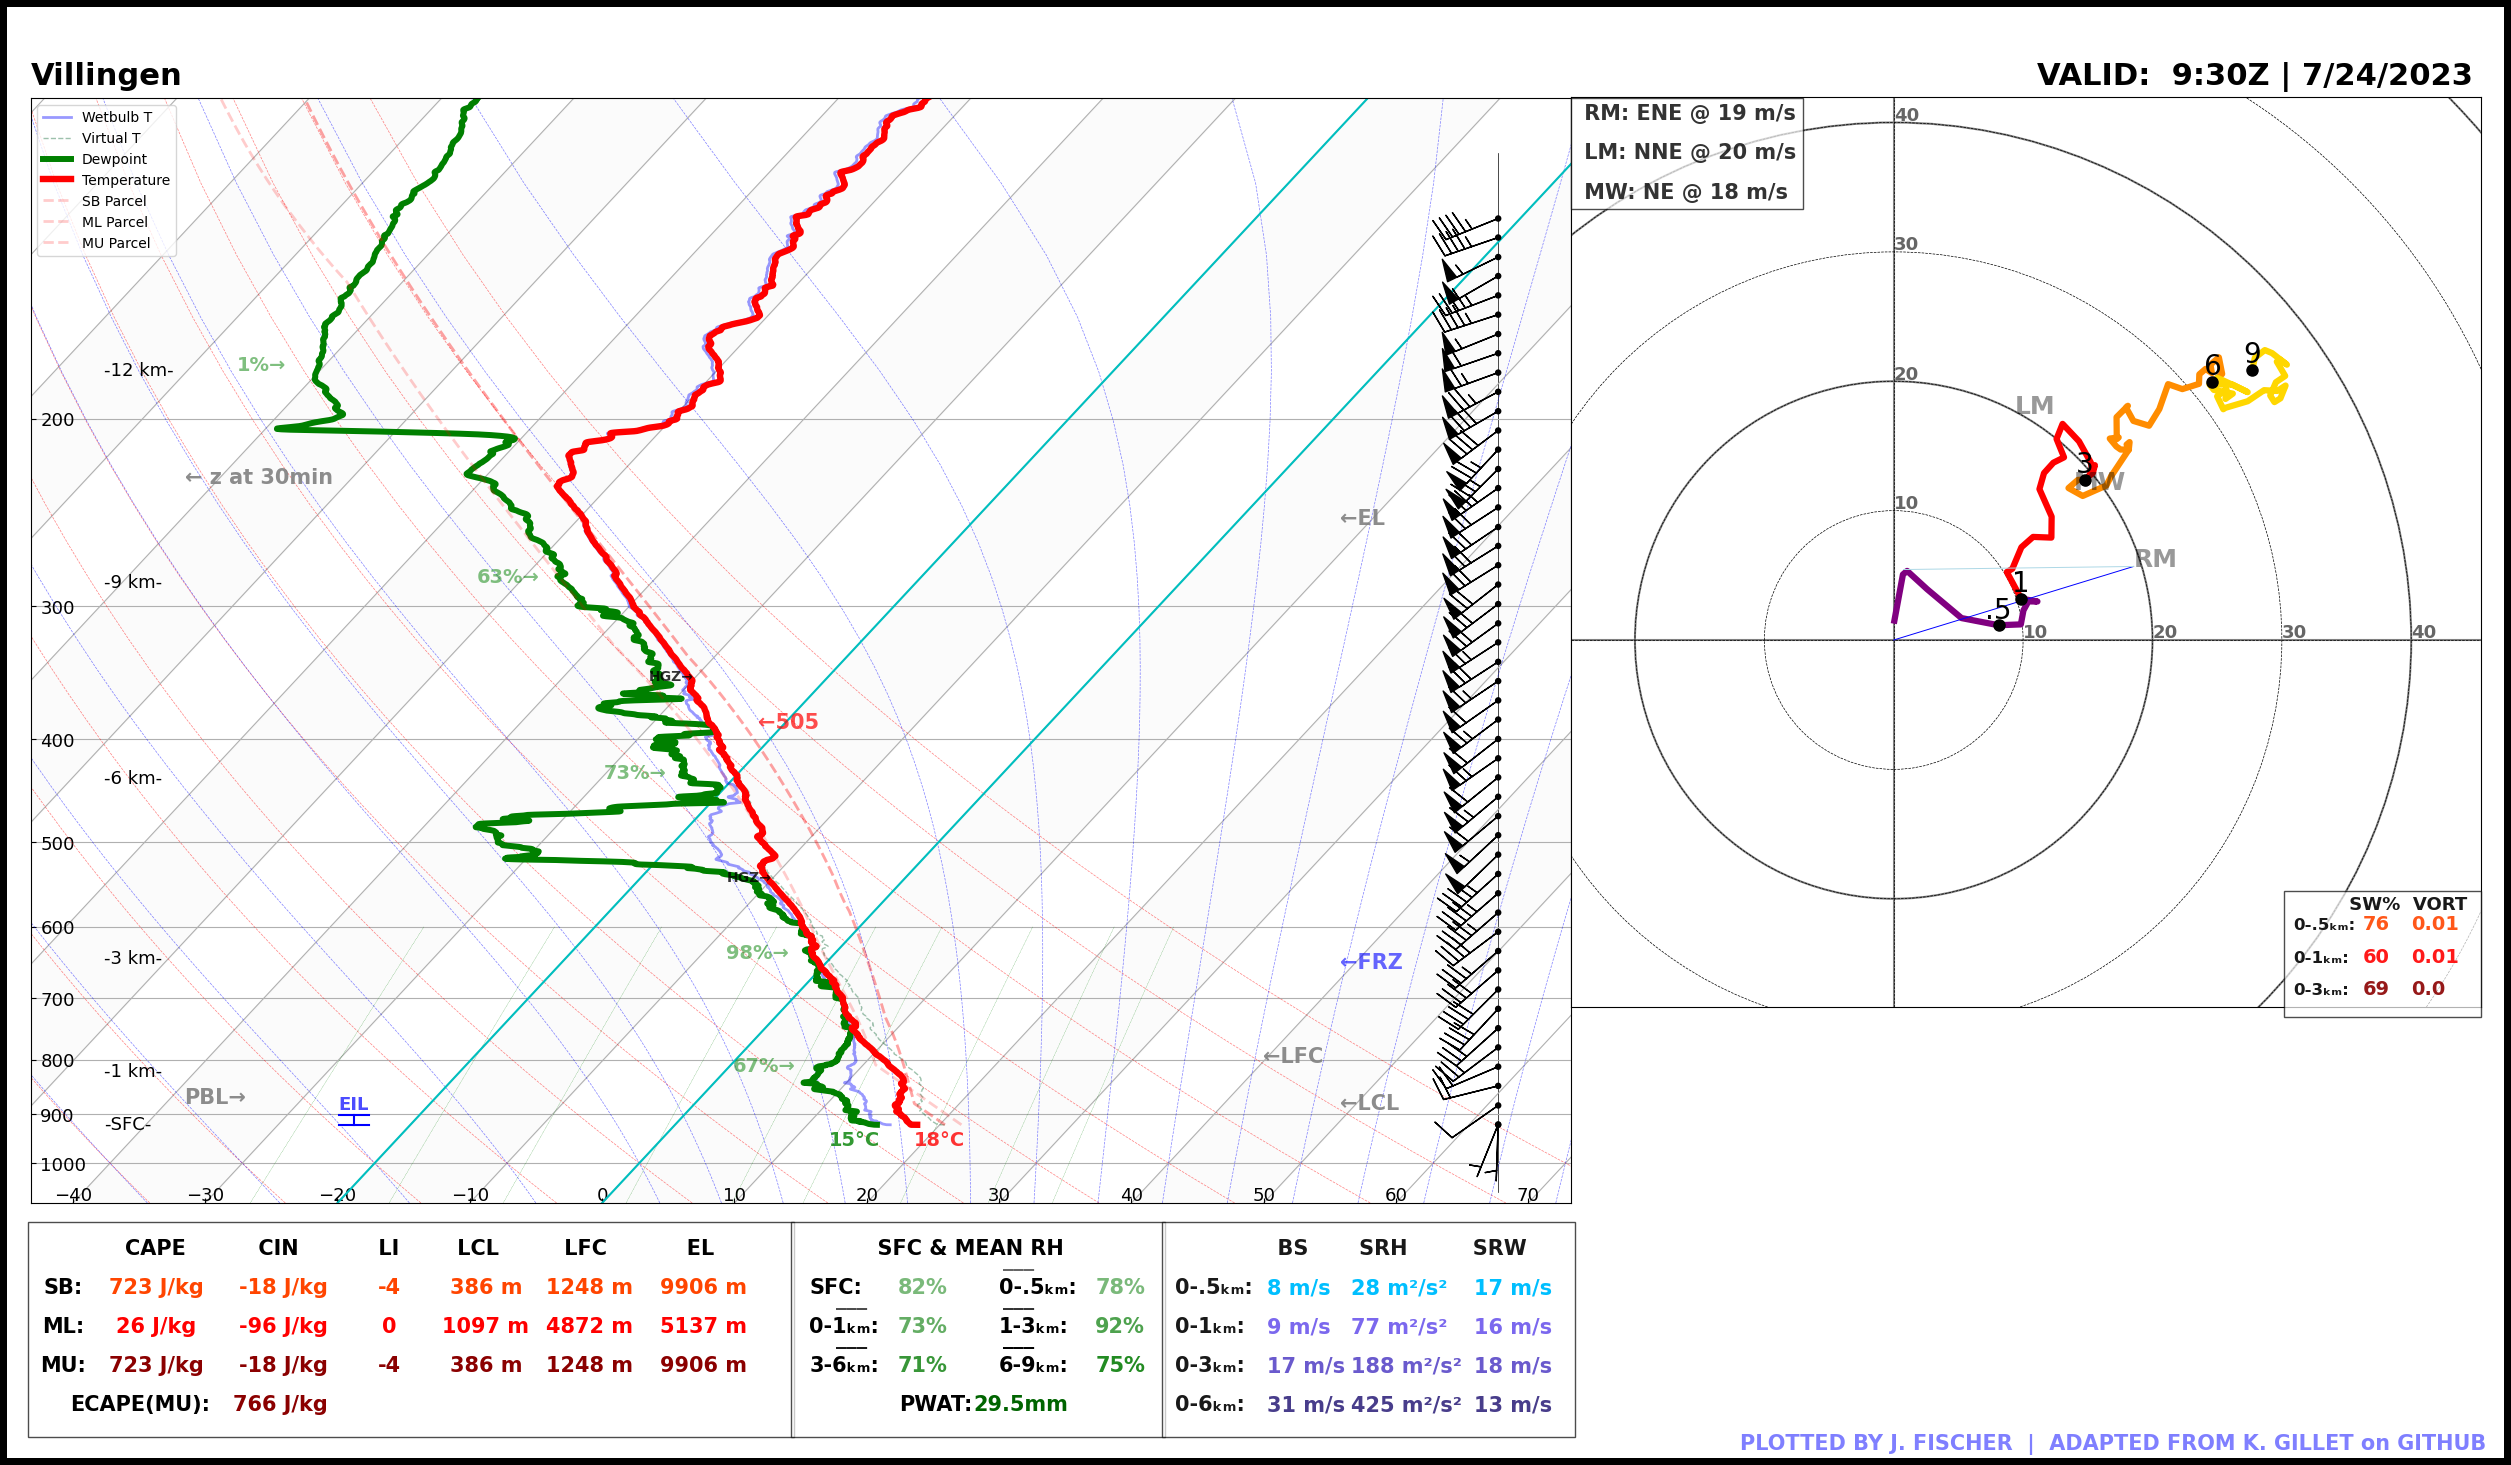 Villingen
VALID:  9:30Z | 7/24/2023
Wetbulb T
Virtual T
Dewpoint
Temperature
SB Parcel
ML Parcel
MU Parcel
1%→
-12 km-
200
← z at 30min
←EL
63%→
-9 km-
300
HGZ→
←505
400
73%→
-6 km-
500
HGZ→
600
98%→
-3 km-
←FRZ
700
800
67%→
←LFC
-1 km-
PBL→
EIL
←LCL
900
-SFC-
15°C
18°C
1000
−40 −30 −20 −10 0 10 20 30 40 50 60 70
RM: ENE @ 19 m/s
LM: NNE @ 20 m/s
MW: NE @ 18 m/s
40
30
20
10
6
9
LM
3
MW
RM
1
.5
10 20 30 40
SW% VORT
0-.5ₖₘ: 76 0.01
0-1ₖₘ: 60 0.01
0-3ₖₘ: 69 0.0
CAPE CIN LI LCL LFC EL
SB: 723 J/kg -18 J/kg -4 386 m 1248 m 9906 m
ML: 26 J/kg -96 J/kg 0 1097 m 4872 m 5137 m
MU: 723 J/kg -18 J/kg -4 386 m 1248 m 9906 m
ECAPE(MU): 766 J/kg
SFC & MEAN RH
SFC: 82% 0-.5ₖₘ: 78%
0-1ₖₘ: 73% 1-3ₖₘ: 92%
3-6ₖₘ: 71% 6-9ₖₘ: 75%
PWAT: 29.5mm
BS SRH SRW
0-.5ₖₘ: 8 m/s 28 m²/s² 17 m/s
0-1ₖₘ: 9 m/s 77 m²/s² 16 m/s
0-3ₖₘ: 17 m/s 188 m²/s² 18 m/s
0-6ₖₘ: 31 m/s 425 m²/s² 13 m/s
PLOTTED BY J. FISCHER | ADAPTED FROM K. GILLET on GITHUB